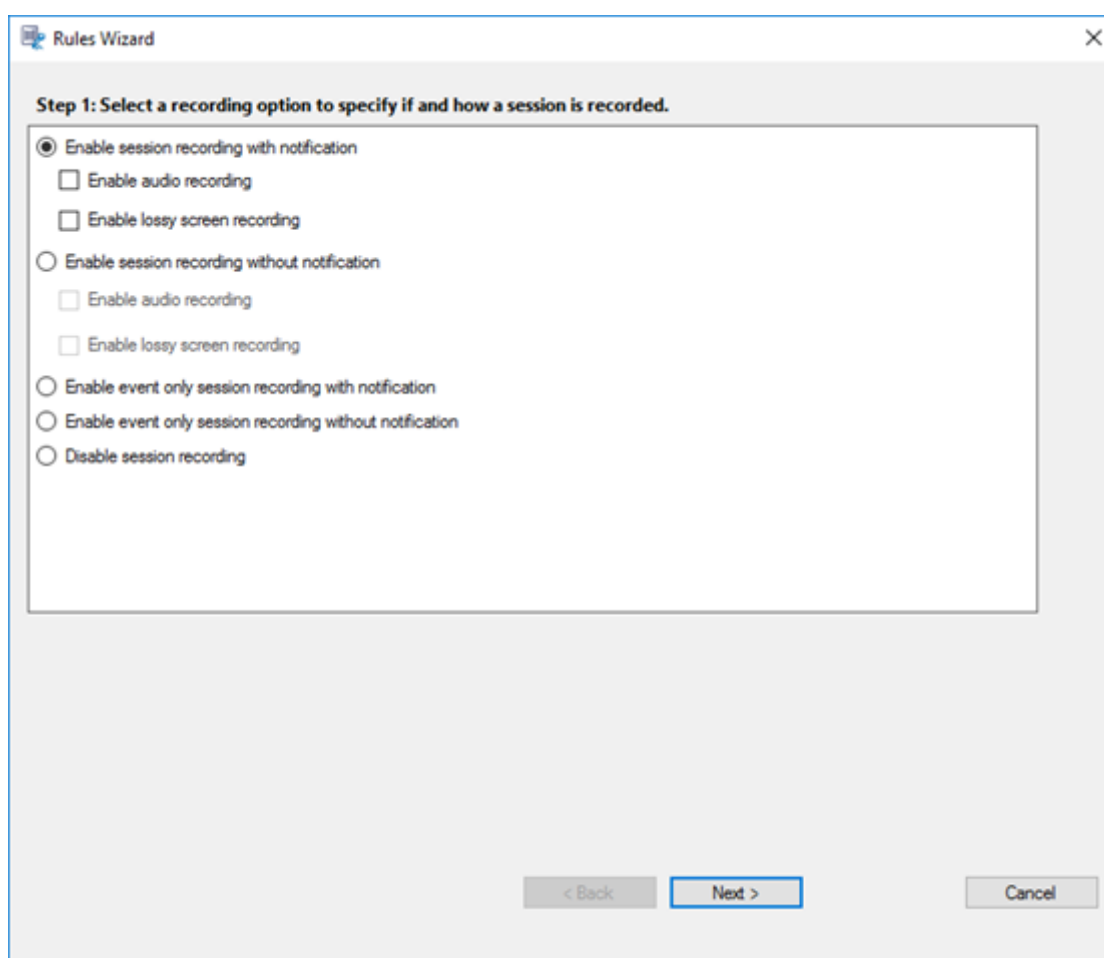 Rules Wizard
Step 1: Select a recording option to specify if and how a session is recorded.
Enable session recording with notification
Enable audio recording
Enable lossy screen recording
Enable session recording without notification
Enable audio recording
Enable lossy screen recording
Enable event only session recording with notification
Enable event only session recording without notification
Disable session recording
< Back Next > Cancel